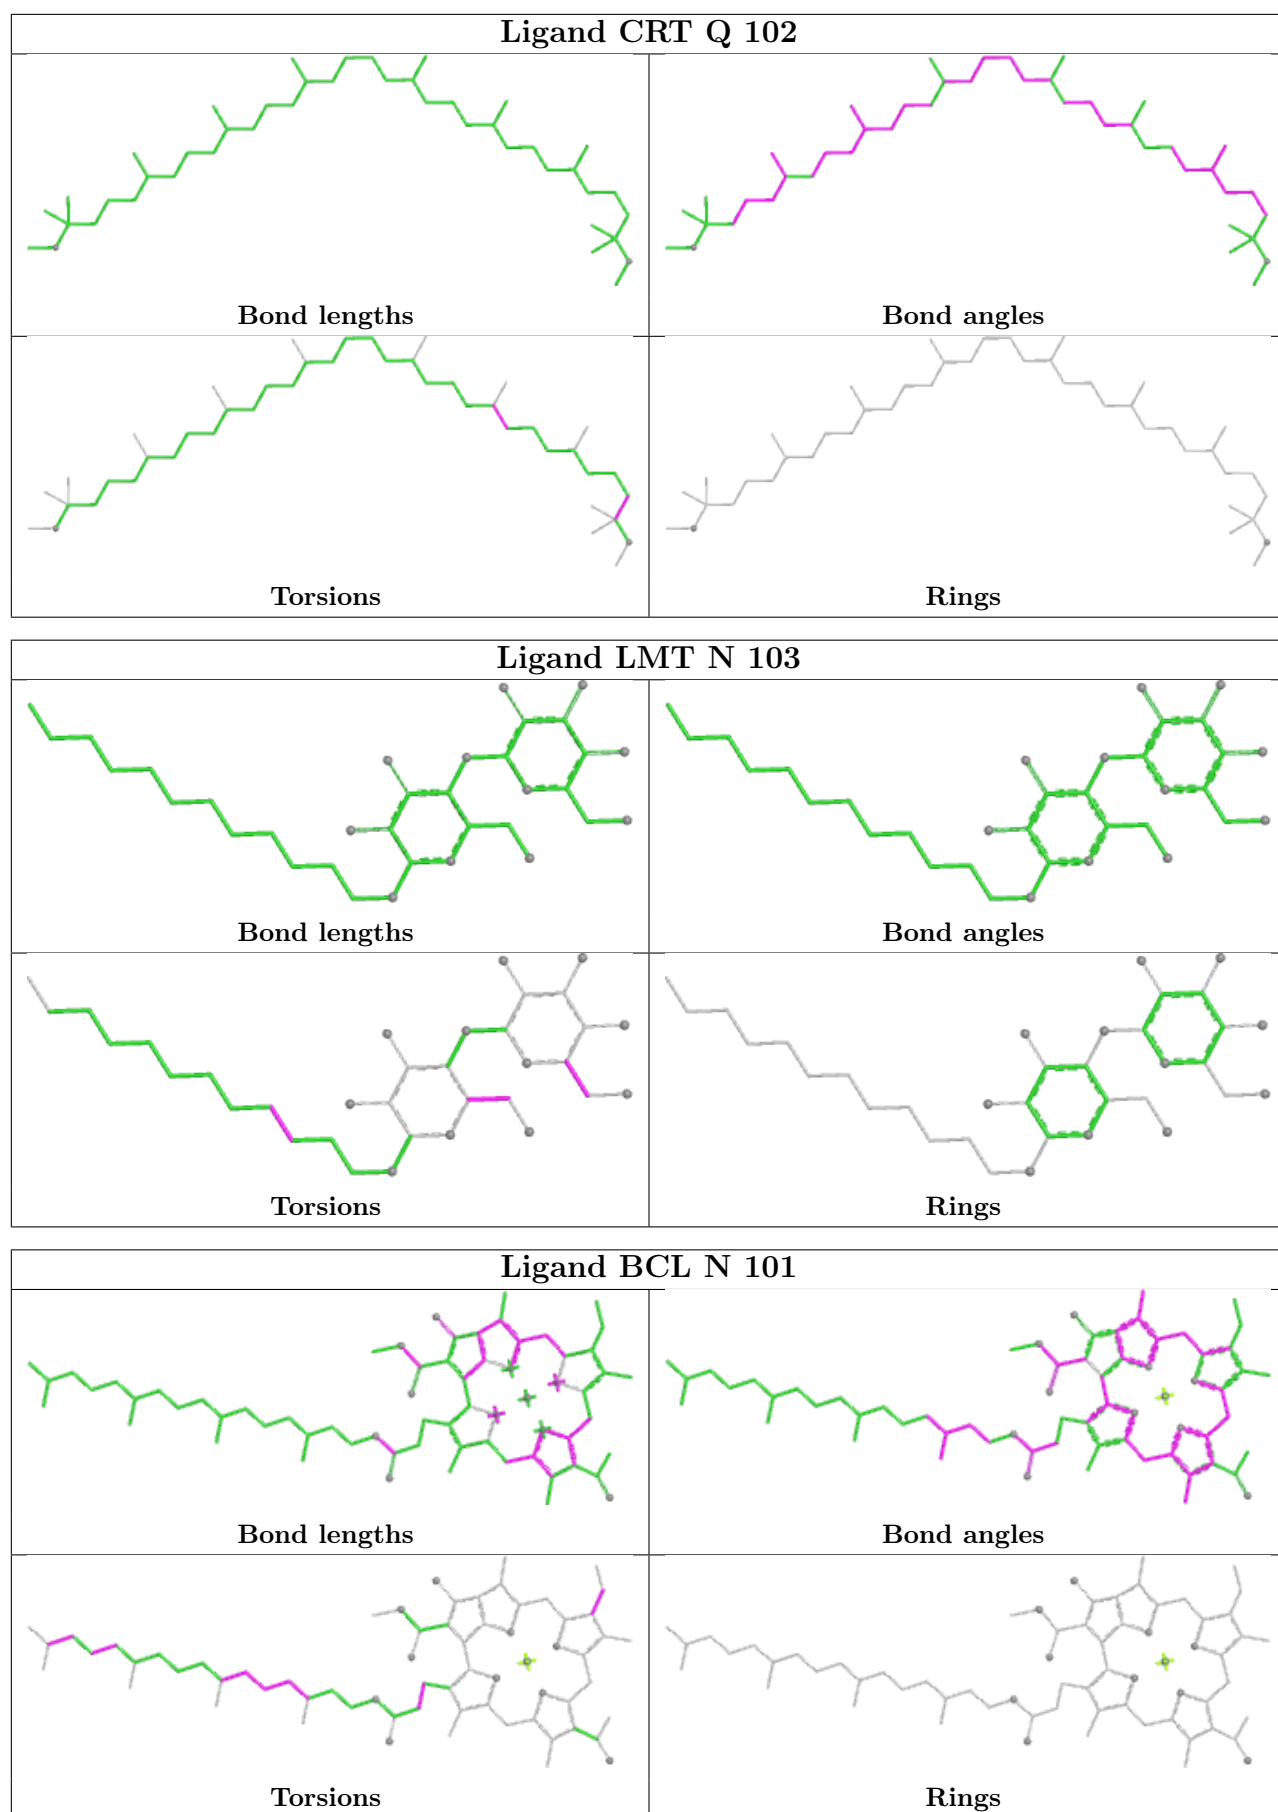 Ligand CRT Q 102
Bond lengths
Bond angles
Torsions
Rings
Ligand LMT N 103
Bond lengths
Bond angles
Torsions
Rings
Ligand BCL N 101
Bond lengths
Bond angles
Torsions
Rings